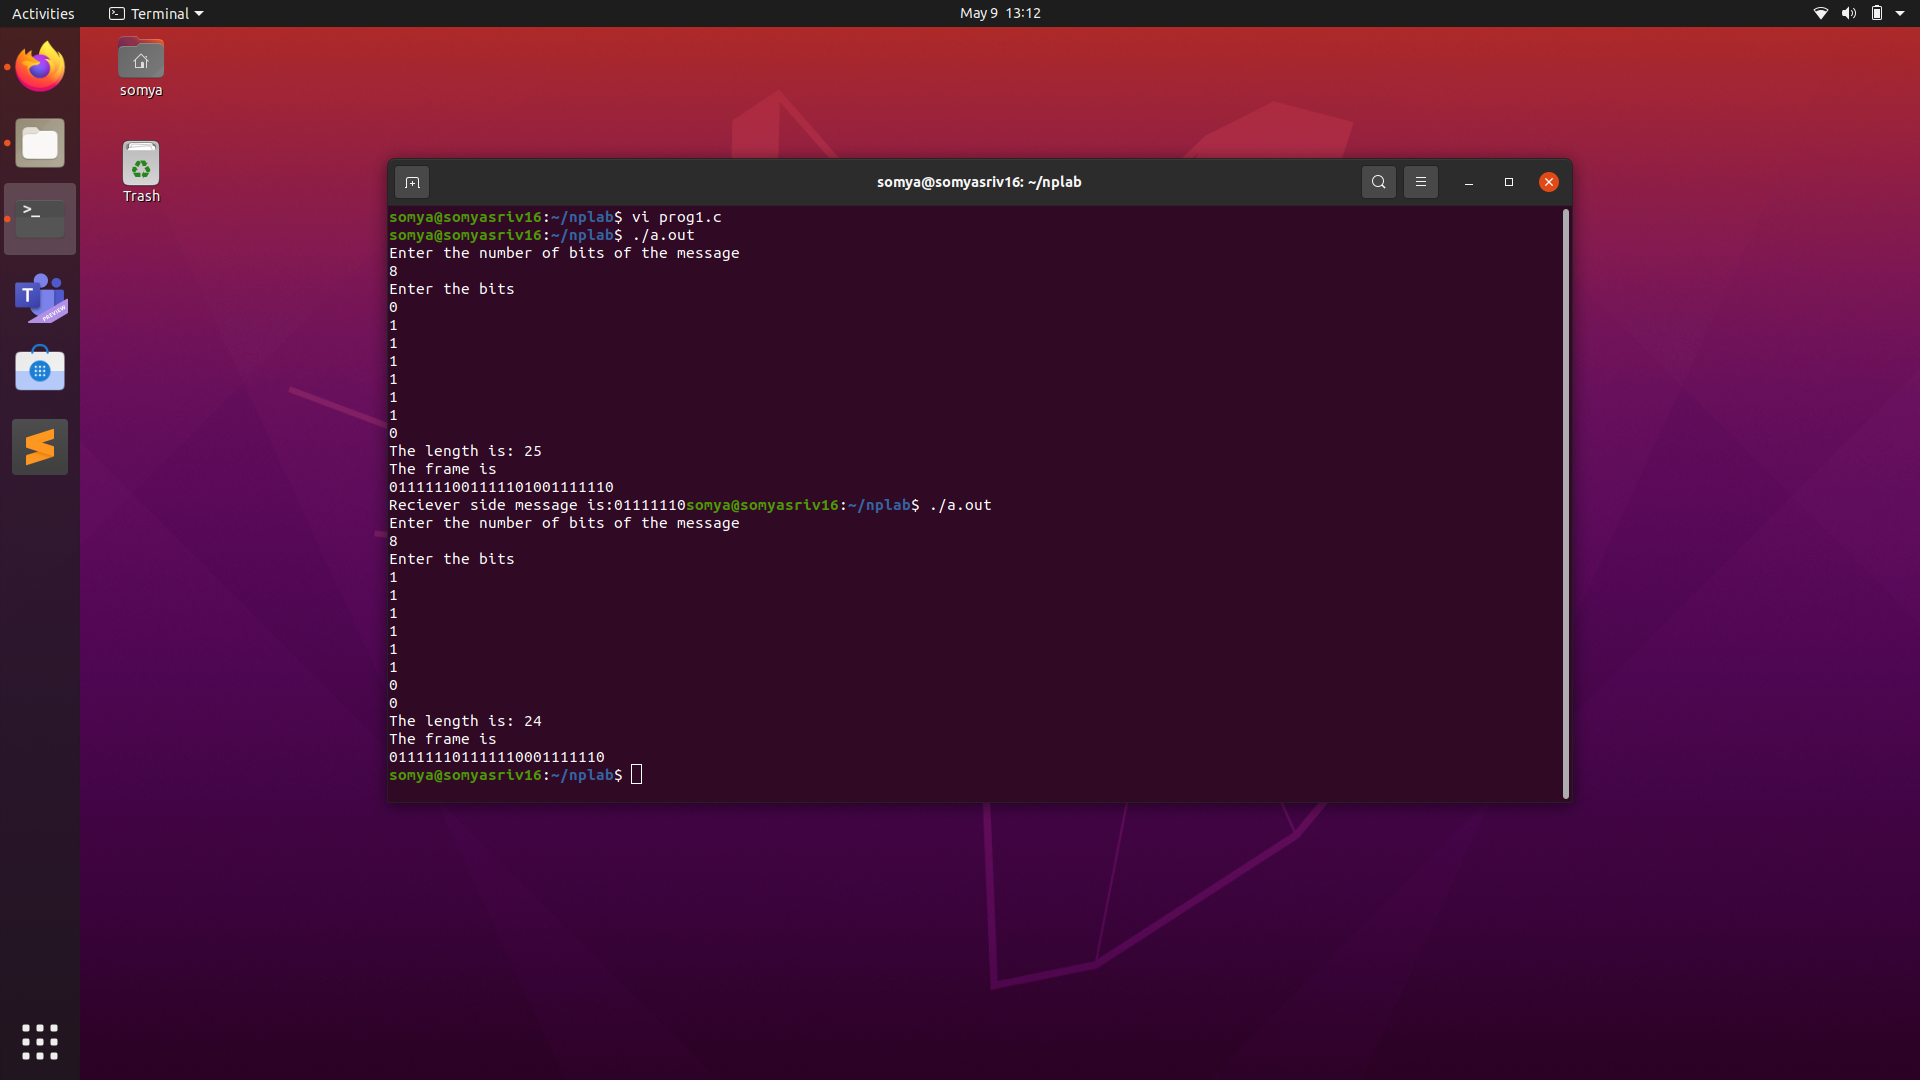 Activities
Terminal
May 9 13:12
somya
Trash
T
PREVIEW
somya@somyasriv16: ~/nplab
somya@somyasriv16:~/nplab$ vi prog1.c
somya@somyasriv16:~/nplab$ ./a.out
Enter the number of bits of the message
8
Enter the bits
0
1
1
1
1
1
1
0
The length is: 25
The frame is
0111111001111101001111110
Reciever side message is:01111110somya@somyasriv16:~/nplab$ ./a.out
Enter the number of bits of the message
8
Enter the bits
1
1
1
1
1
1
0
0
The length is: 24
The frame is
011111101111110001111110
somya@somyasriv16:~/nplab$